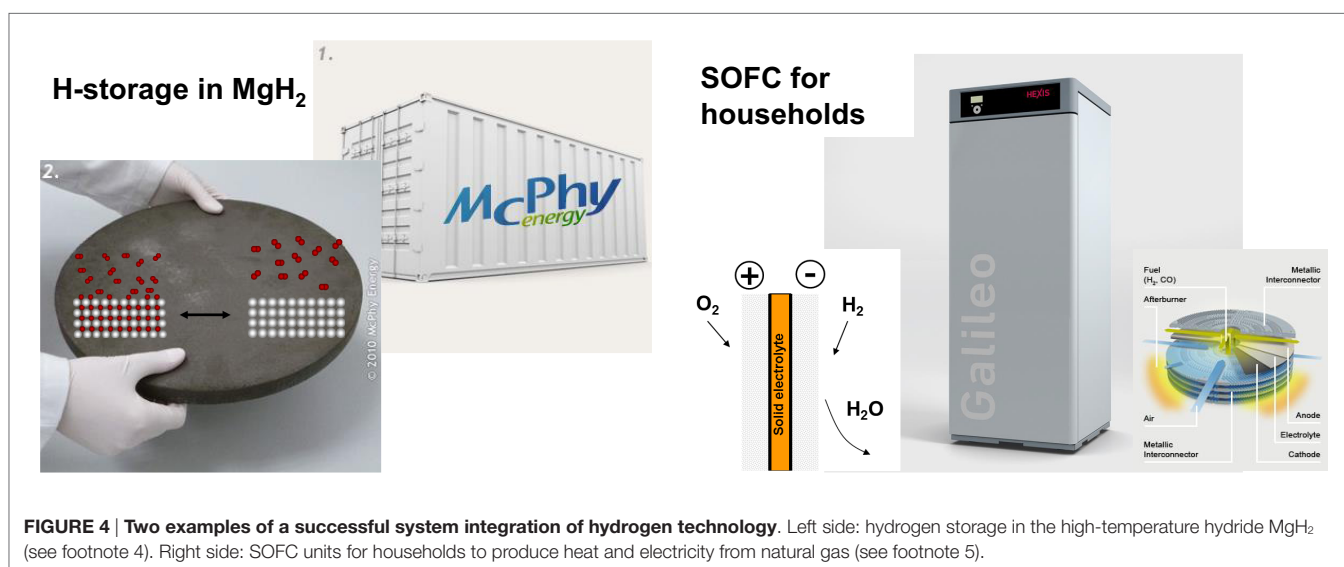 H-storage in MgH₂
1.
McPhy
energy
2.
© 2010 McPhy Energy
SOFC for
households
+
-
O₂
H₂
H₂O
Solid electrolyte
HEXIS
Galileo
Fuel
(H₂, CO)
Metallic
Interconnector
Afterburner
Air
Metallic
Interconnector
Anode
Electrolyte
Cathode
FIGURE 4 | Two examples of a successful system integration of hydrogen technology. Left side: hydrogen storage in the high-temperature hydride MgH₂
(see footnote 4). Right side: SOFC units for households to produce heat and electricity from natural gas (see footnote 5).